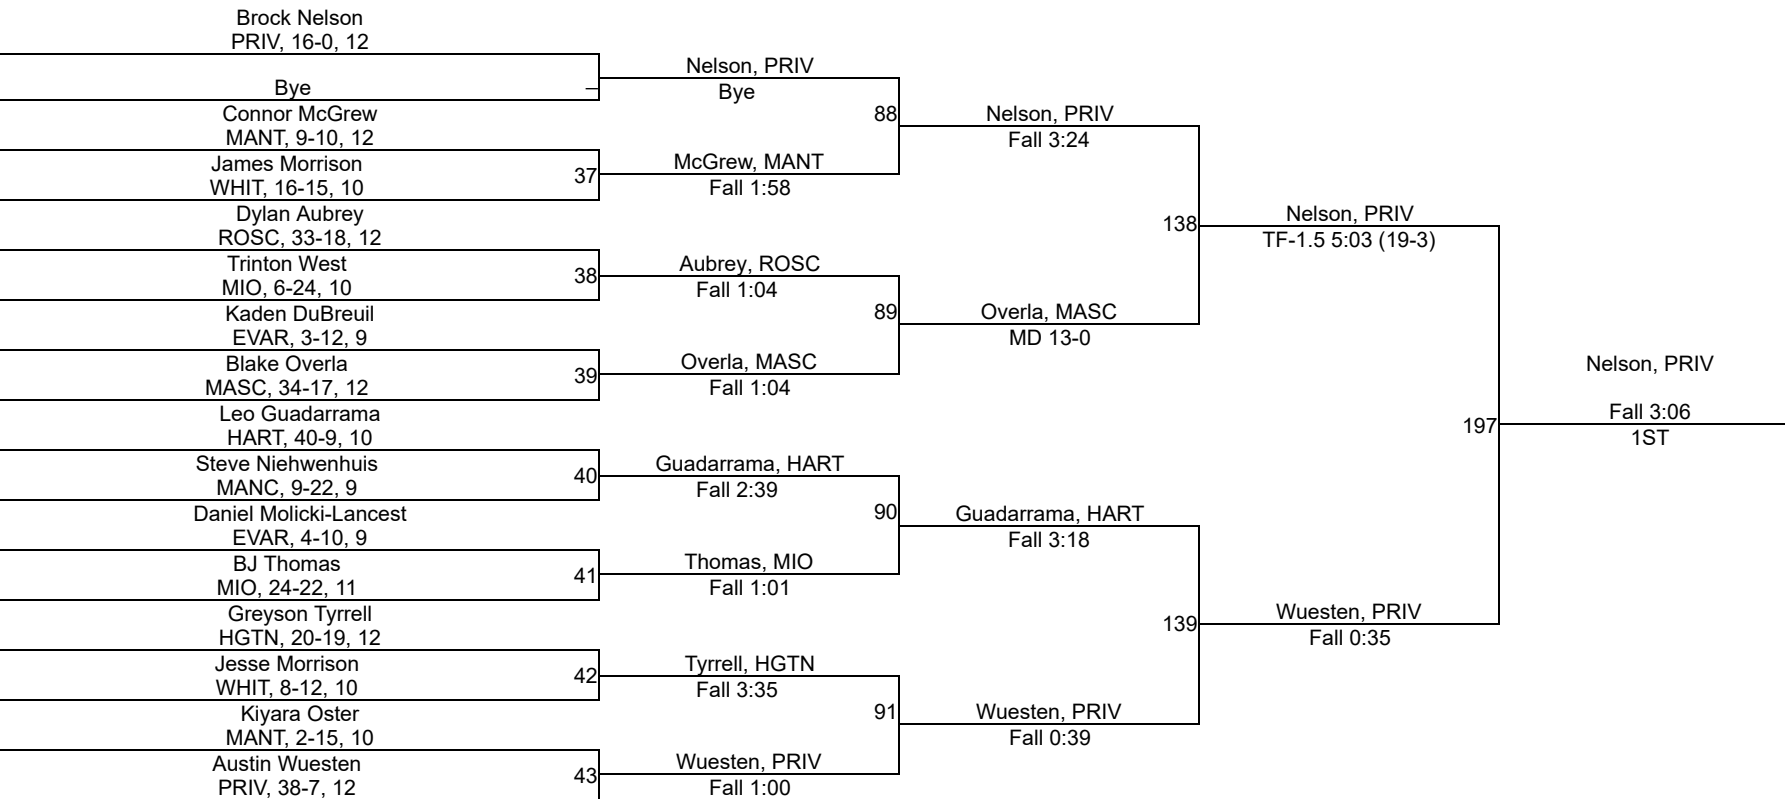 Brock Nelson
PRIV, 16-0, 12
Bye
Connor McGrew
MANT, 9-10, 12
James Morrison
WHIT, 16-15, 10
Dylan Aubrey
ROSC, 33-18, 12
Trinton West
MIO, 6-24, 10
Kaden DuBreuil
EVAR, 3-12, 9
Blake Overla
MASC, 34-17, 12
Leo Guadarrama
HART, 40-9, 10
Steve Niehwenhuis
MANC, 9-22, 9
Daniel Molicki-Lancest
EVAR, 4-10, 9
BJ Thomas
MIO, 24-22, 11
Greyson Tyrrell
HGTN, 20-19, 12
Jesse Morrison
WHIT, 8-12, 10
Kiyara Oster
MANT, 2-15, 10
Austin Wuesten
PRIV, 38-7, 12
37
38
39
40
41
42
43
Nelson, PRIV
Bye
McGrew, MANT
Fall 1:58
Aubrey, ROSC
Fall 1:04
Overla, MASC
Fall 1:04
Guadarrama, HART
Fall 2:39
Thomas, MIO
Fall 1:01
Tyrrell, HGTN
Fall 3:35
Wuesten, PRIV
Fall 1:00
88
89
90
91
Nelson, PRIV
Fall 3:24
Overla, MASC
MD 13-0
Guadarrama, HART
Fall 3:18
Wuesten, PRIV
Fall 0:39
138
139
Nelson, PRIV
TF-1.5 5:03 (19-3)
Wuesten, PRIV
Fall 0:35
197
Nelson, PRIV
Fall 3:06
1ST